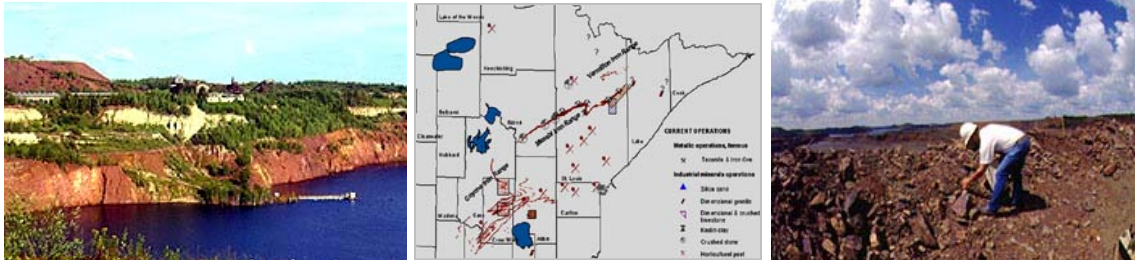 Lake of the Woods
Koochiching
Vermilion Iron Range
Cook
Beltrami
Itasca
Clearwater
Mesabi Iron Range
Lake
CURRENT OPERATIONS
Hubbard
Metallic operations, ferrous
Taconite & Iron Ore
Cuyuna Iron Range
St. Louis
Industrial minerals operations
Silica sand
Dimensional granite
Wadena
Cass
Carlton
Dimensional & crushed
limestone
Kaolin clay
Crow Wing
Aitkin
Crushed stone
Horticultural peat